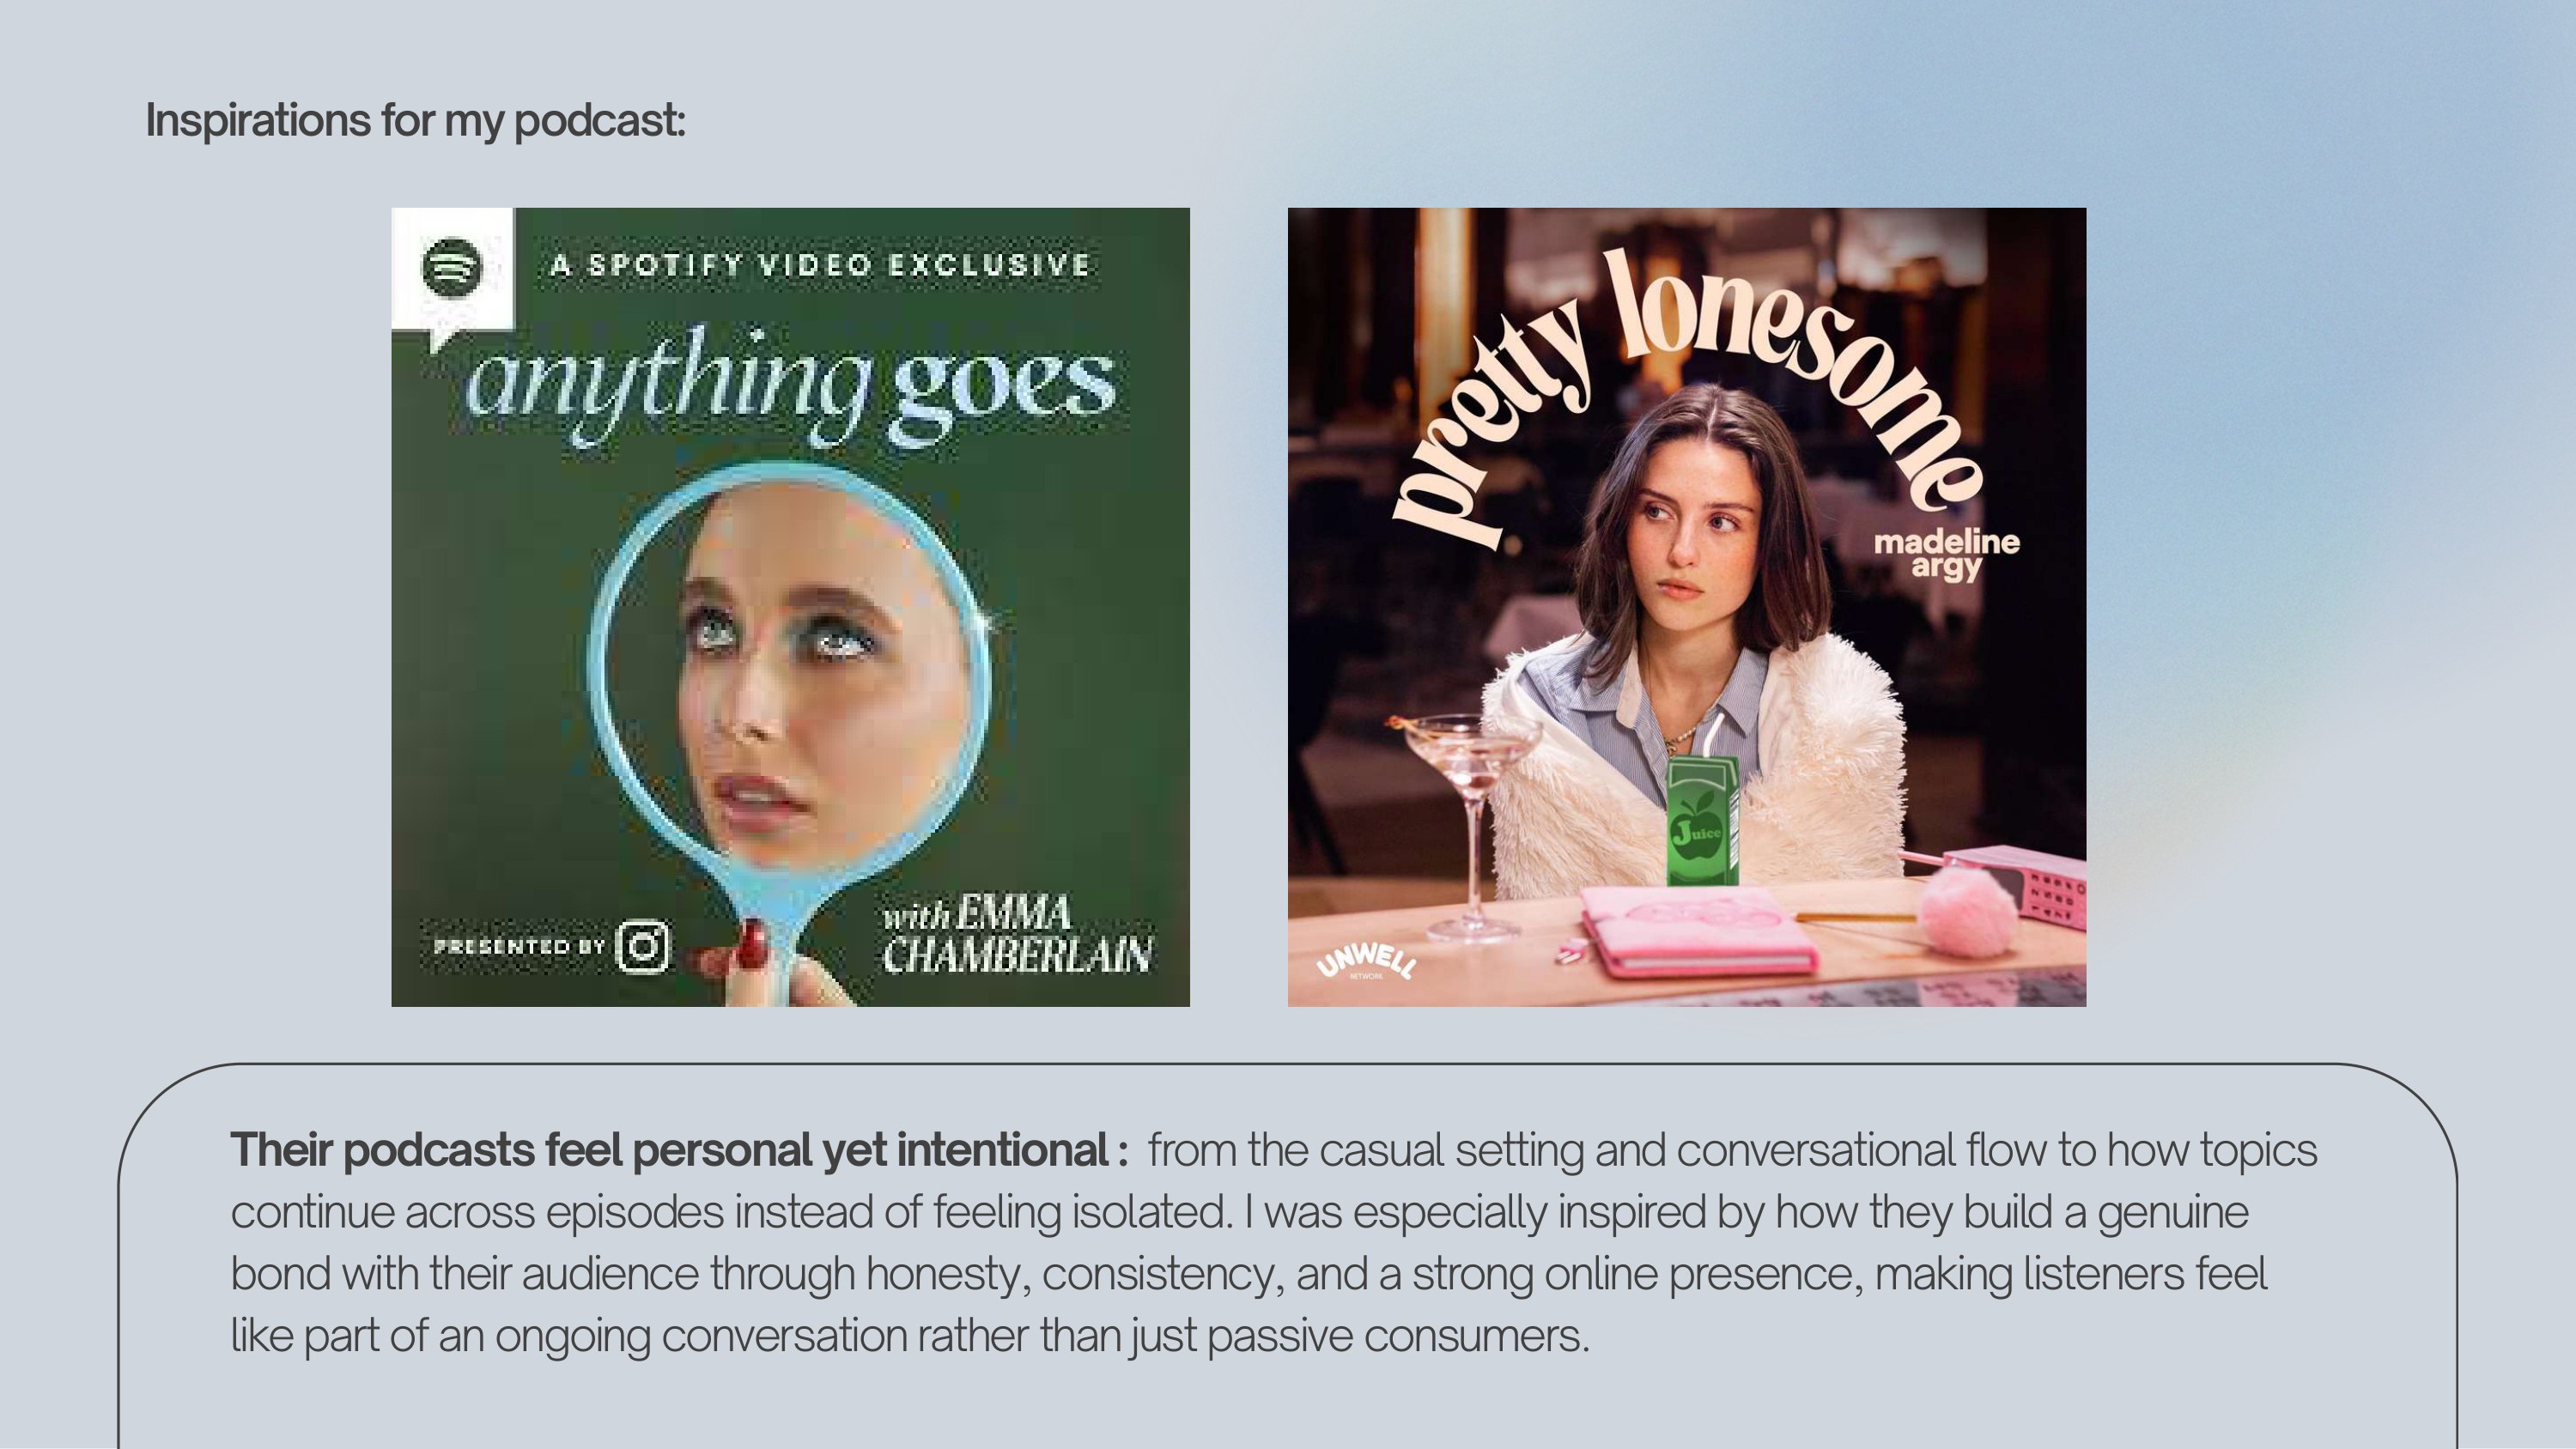 Inspirations for my podcast:
A SPOTIFY VIDEO EXCLUSIVE
anything goes
PRESENTED BY
with EMMA
CHAMBERLAIN
pretty lonesome
madeline
argy
Juice
UNWELL
NETWORK
Their podcasts feel personal yet intentional : from the casual setting and conversational flow to how topics
continue across episodes instead of feeling isolated. I was especially inspired by how they build a genuine
bond with their audience through honesty, consistency, and a strong online presence, making listeners feel
like part of an ongoing conversation rather than just passive consumers.